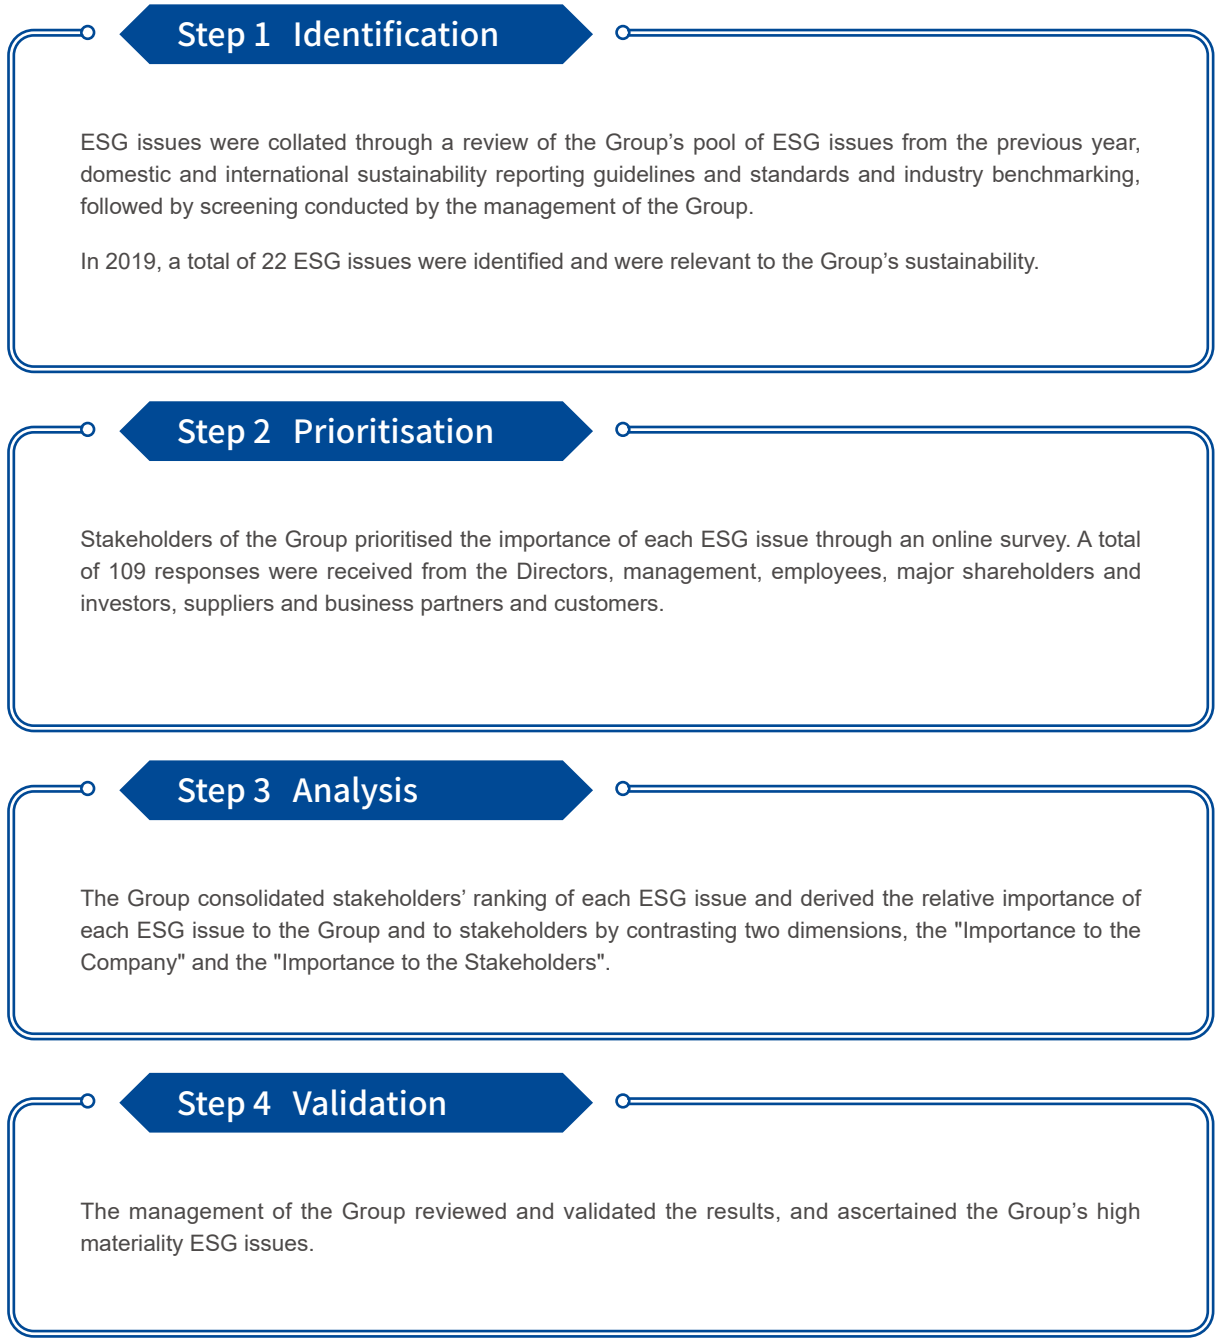 Step 1 Identification
ESG issues were collated through a review of the Group’s pool of ESG issues from the previous year,
domestic and international sustainability reporting guidelines and standards and industry benchmarking,
followed by screening conducted by the management of the Group.
In 2019, a total of 22 ESG issues were identified and were relevant to the Group’s sustainability.
Step 2 Prioritisation
Stakeholders of the Group prioritised the importance of each ESG issue through an online survey. A total
of 109 responses were received from the Directors, management, employees, major shareholders and
investors, suppliers and business partners and customers.
Step 3 Analysis
The Group consolidated stakeholders’ ranking of each ESG issue and derived the relative importance of
each ESG issue to the Group and to stakeholders by contrasting two dimensions, the "Importance to the
Company" and the "Importance to the Stakeholders".
Step 4 Validation
The management of the Group reviewed and validated the results, and ascertained the Group’s high
materiality ESG issues.